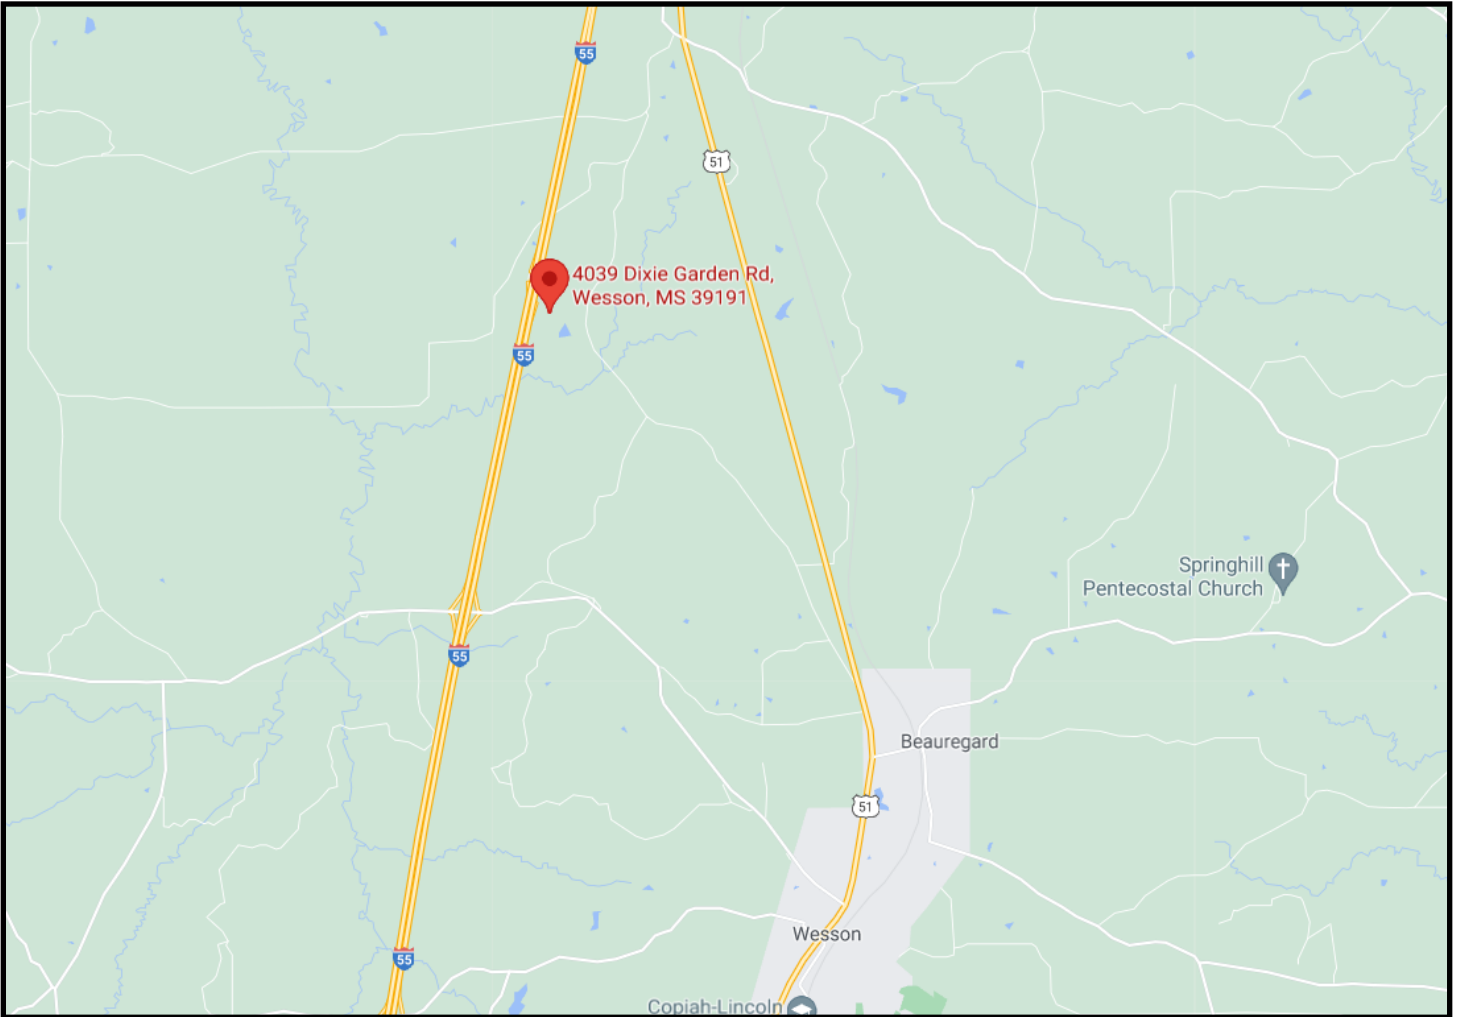 55
51
4039 Dixie Garden Rd,
Wesson, MS 39191
55
Springhill
Pentecostal Church
55
Beauregard
51
Wesson
55
Copiah-Lincoln